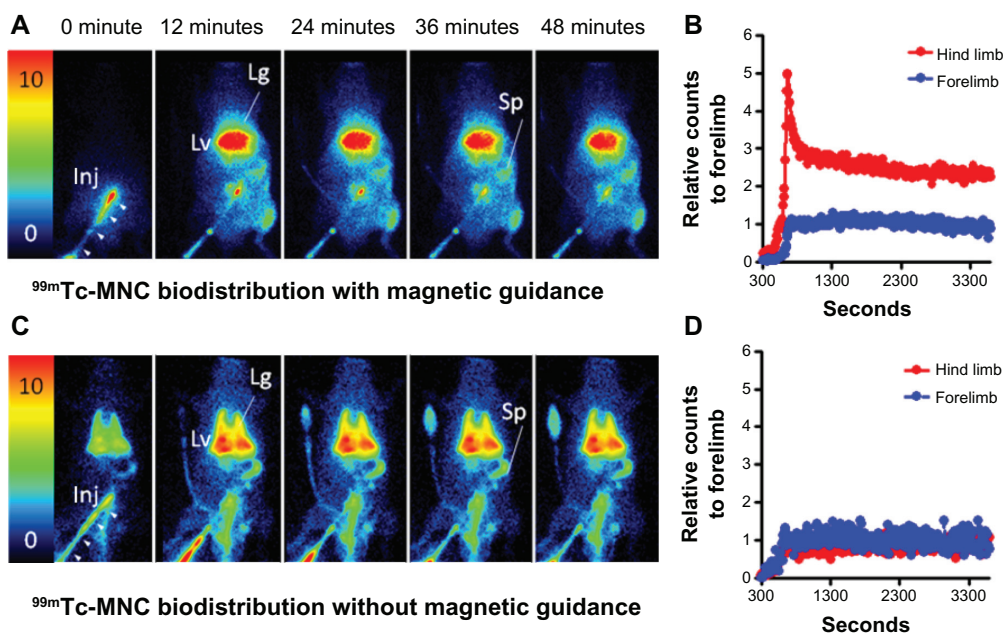 A
0 minute 12 minutes 24 minutes 36 minutes 48 minutes
10
0
Inj
Lg
Lv
Sp
⁹⁹ᵐTc-MNC biodistribution with magnetic guidance
B
Hind limb
Forelimb
Relative counts
to forelimb
6
5
4
3
2
1
0
300 1300 2300 3300
Seconds
C
10
0
Inj
Lg
Lv
Sp
⁹⁹ᵐTc-MNC biodistribution without magnetic guidance
D
Hind limb
Forelimb
Relative counts
to forelimb
6
5
4
3
2
1
0
300 1300 2300 3300
Seconds